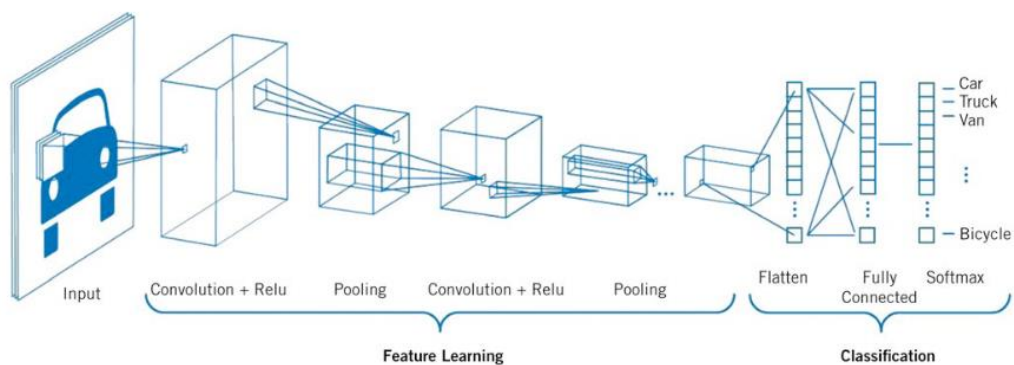 Car
Truck
Van
Bicycle
Input
Convolution + Relu
Pooling
Convolution + Relu
Pooling
Flatten
Fully
Connected
Softmax
Feature Learning
Classification